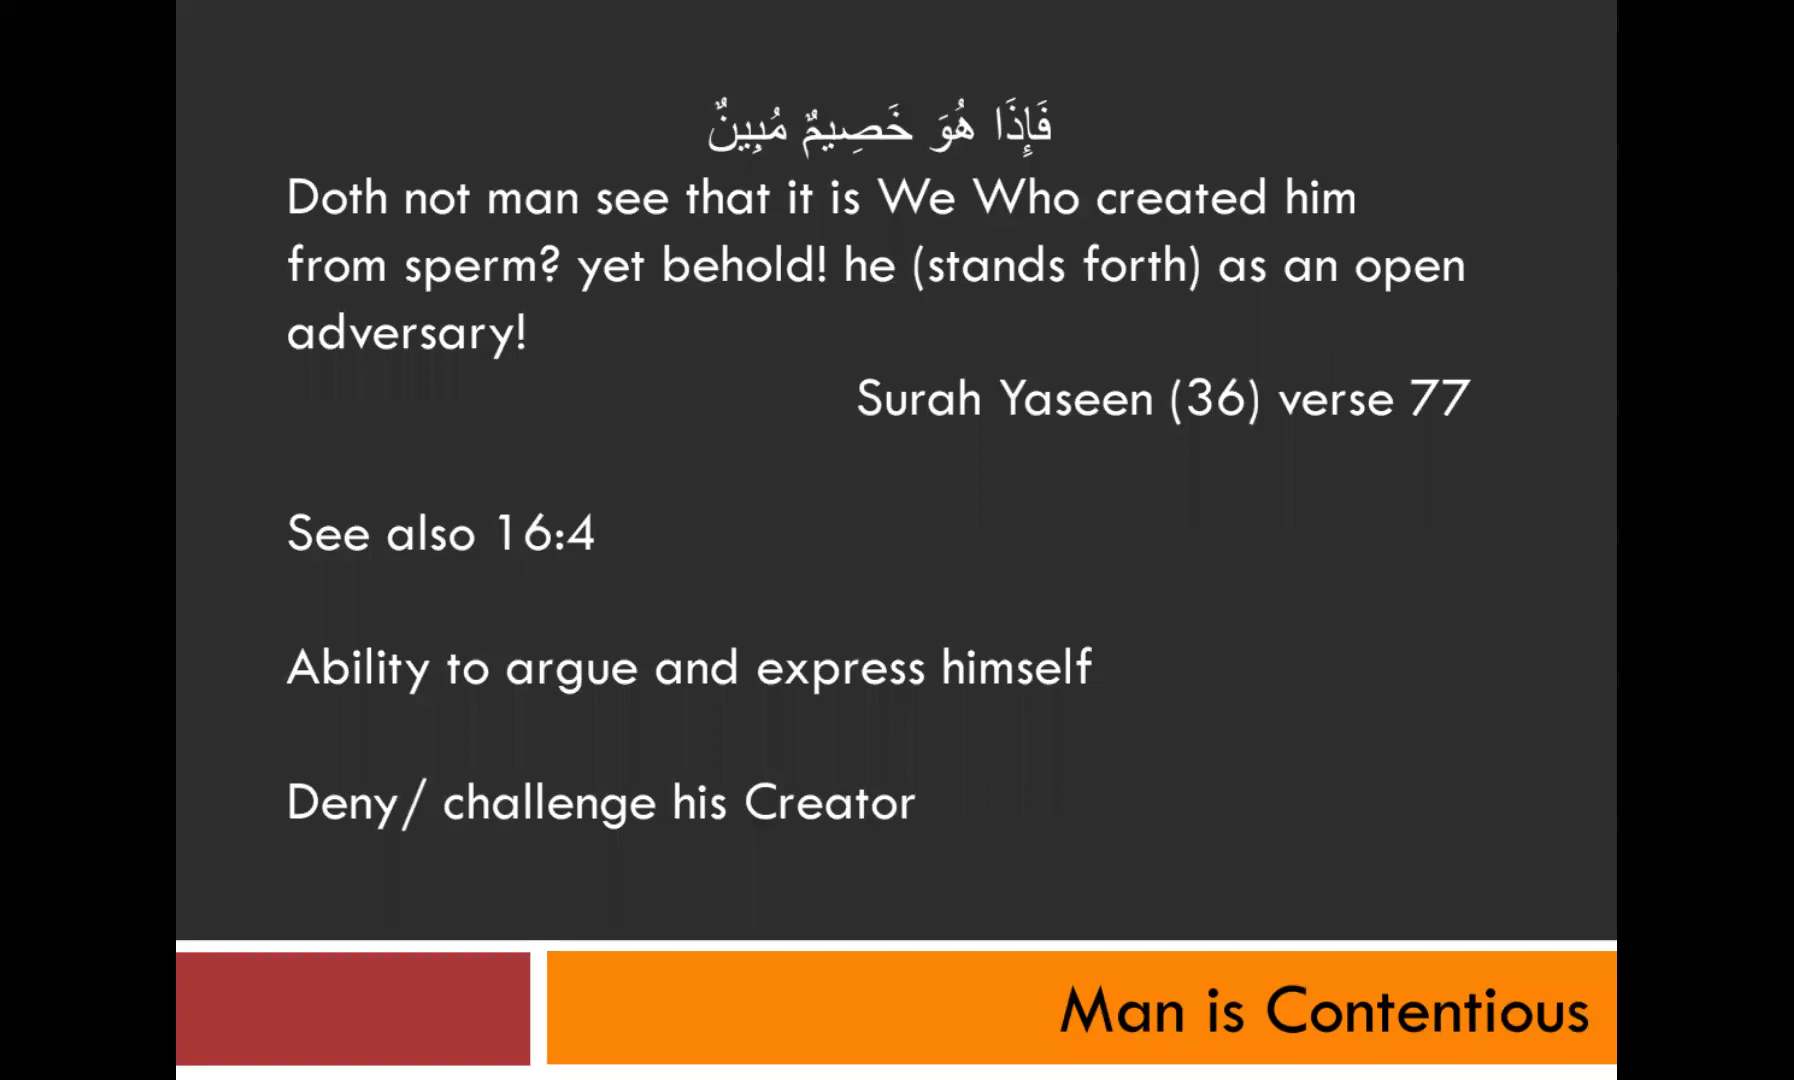 فَإِذَا هُوَ خَصِيمٌ مُبِينٌ
Doth not man see that it is We Who created him
from sperm? yet behold! he (stands forth) as an open
adversary!
Surah Yaseen (36) verse 77
See also 16:4
Ability to argue and express himself
Deny/ challenge his Creator
Man is Contentious